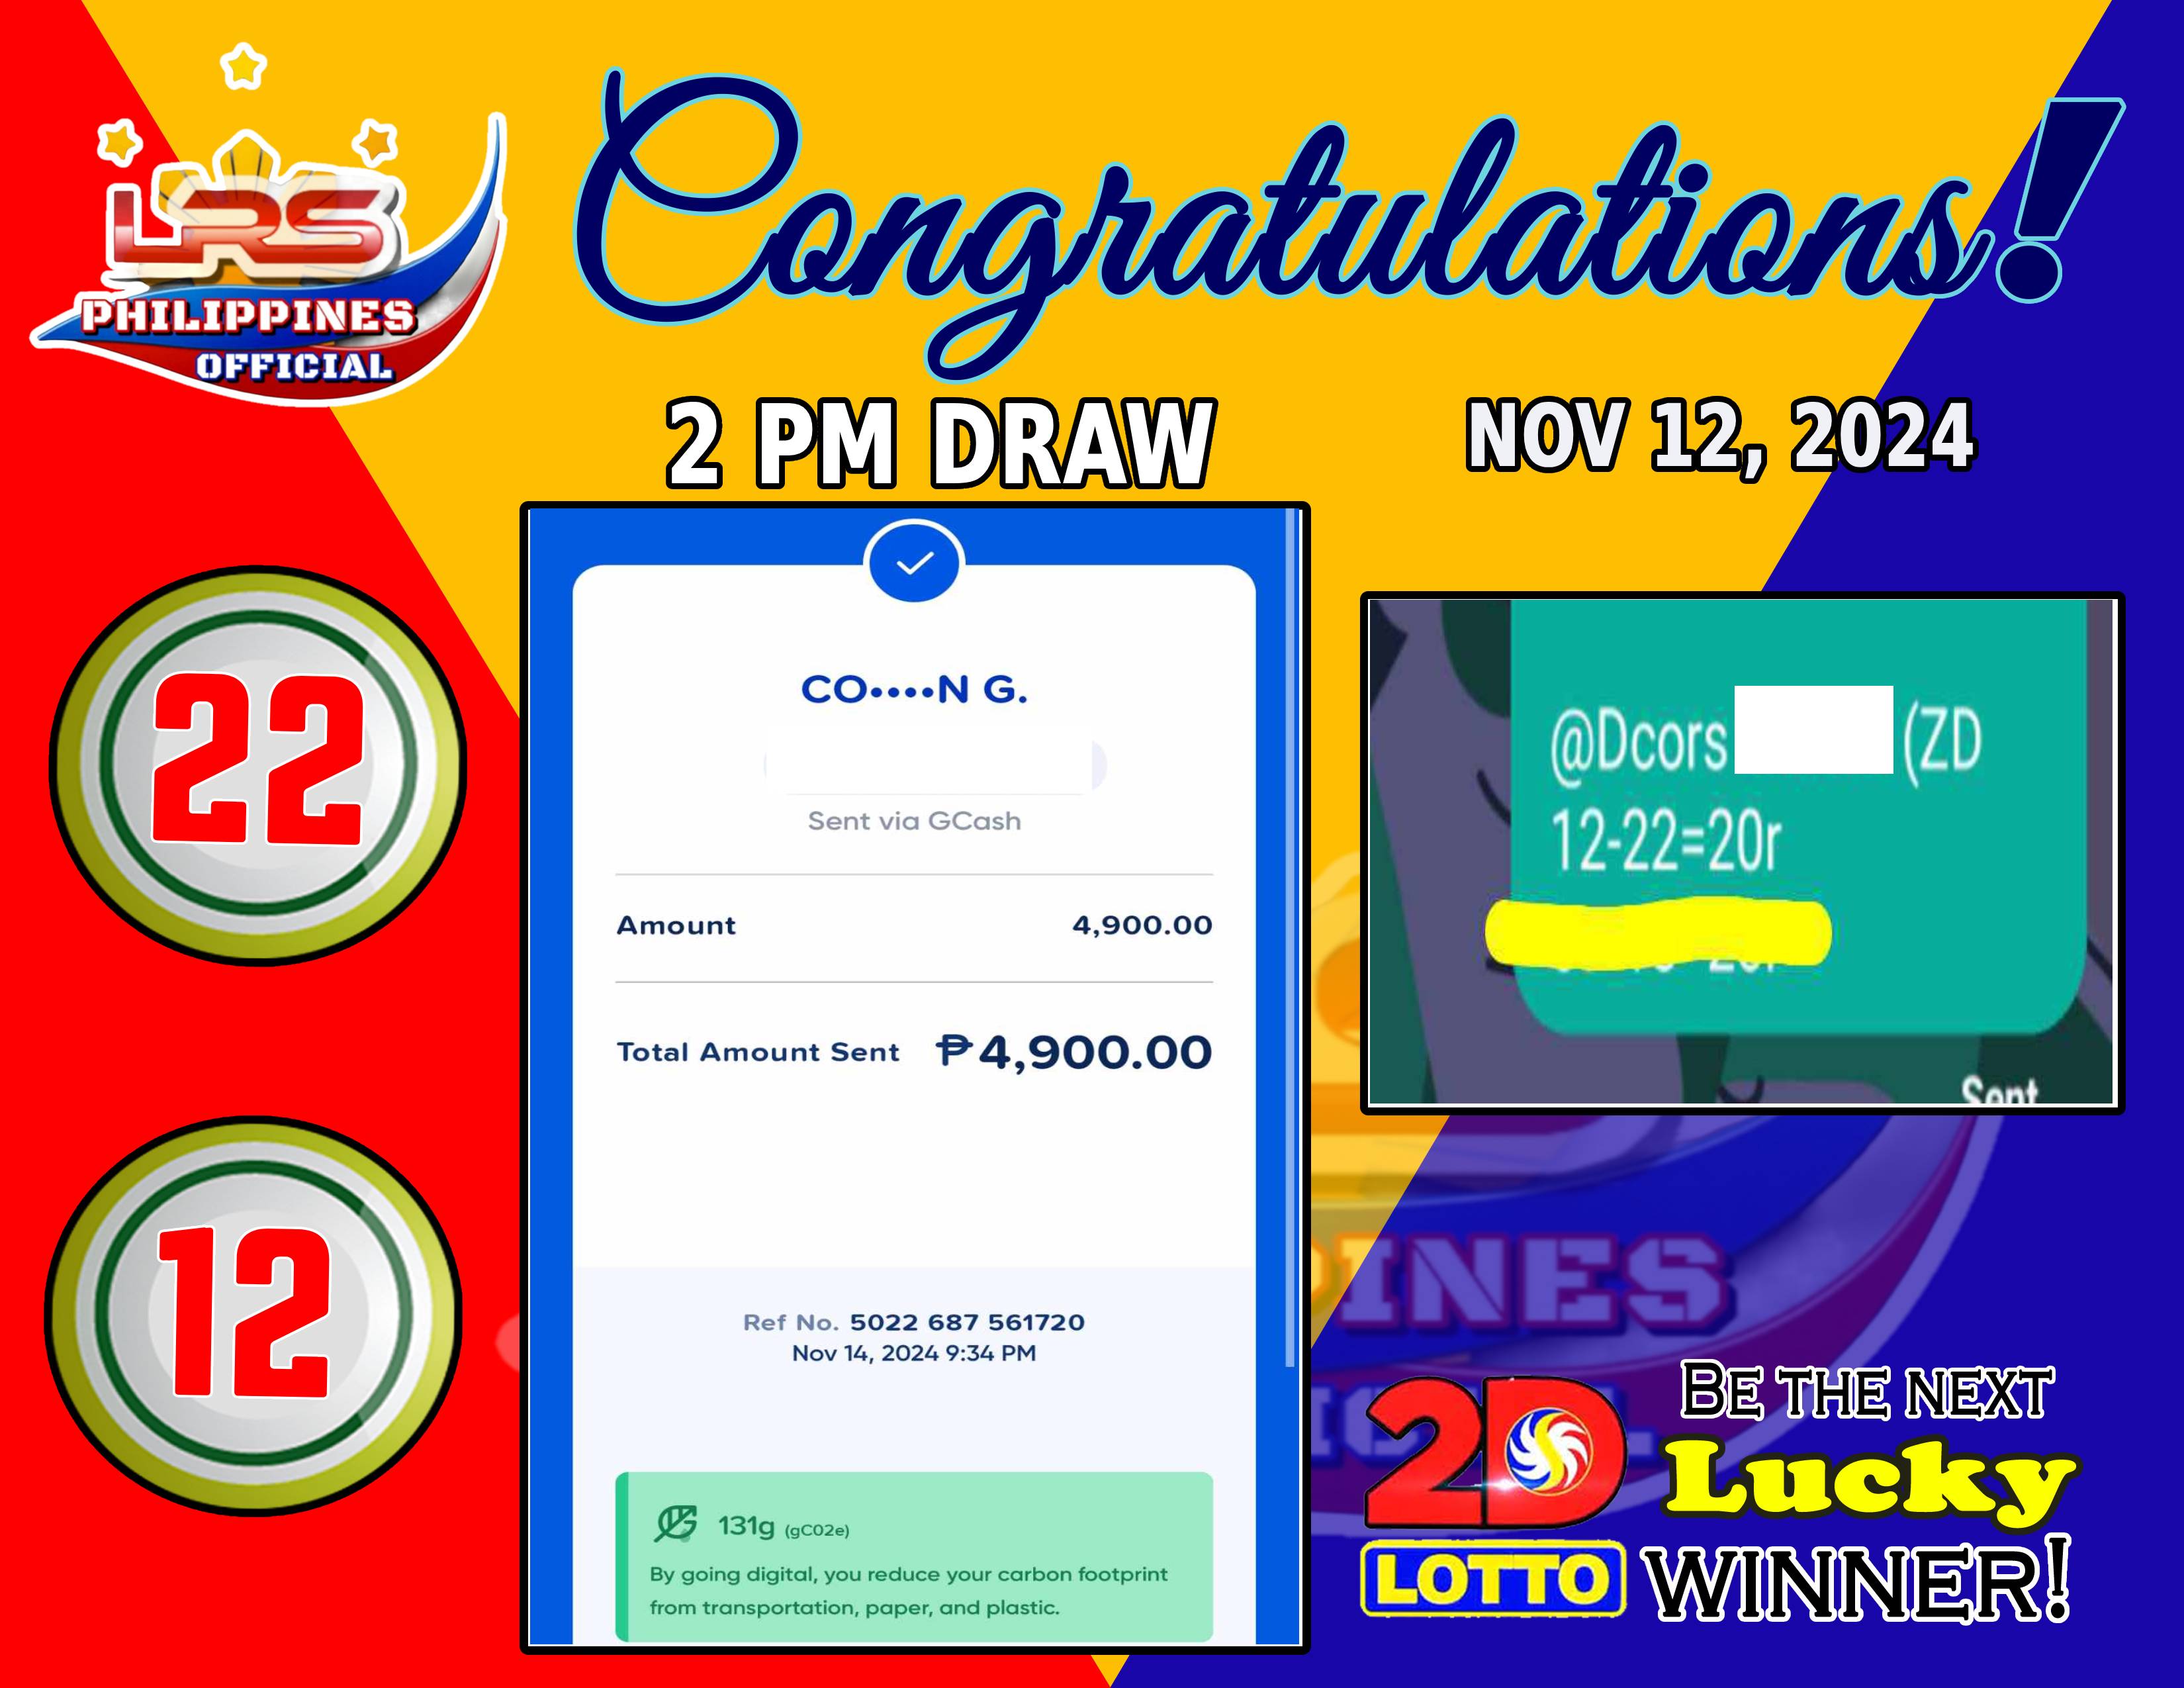 LRS
PHILIPPINES
OFFICIAL
Congratulations!
2 PM DRAW
NOV 12, 2024
22
12
CO••••N G.
Sent via GCash
Amount 4,900.00
Total Amount Sent ₱4,900.00
Ref No. 5022 687 561720
Nov 14, 2024 9:34 PM
131g (gC02e)
By going digital, you reduce your carbon footprint
from transportation, paper, and plastic.
@Dcors (ZD
12-22=20r
Sent
PINES
2D
LOTTO
BE THE NEXT
Lucky
WINNER!